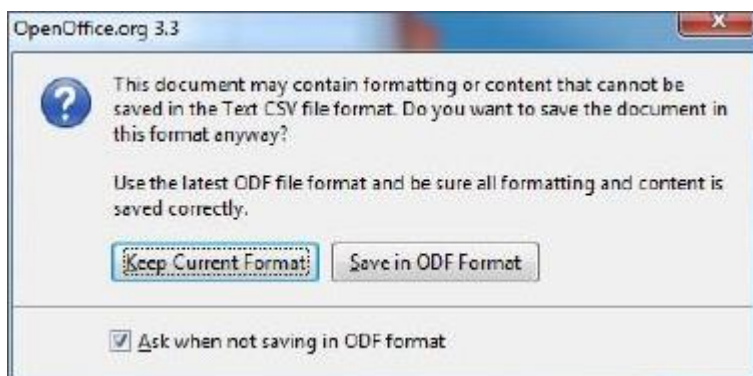 OpenOffice.org 3.3
This document may contain formatting or content that cannot be
saved in the Text CSV file format. Do you want to save the document in
this format anyway?
Use the latest ODF file format and be sure all formatting and content is
saved correctly.
Keep Current Format Save in ODF Format
Ask when not saving in ODF format